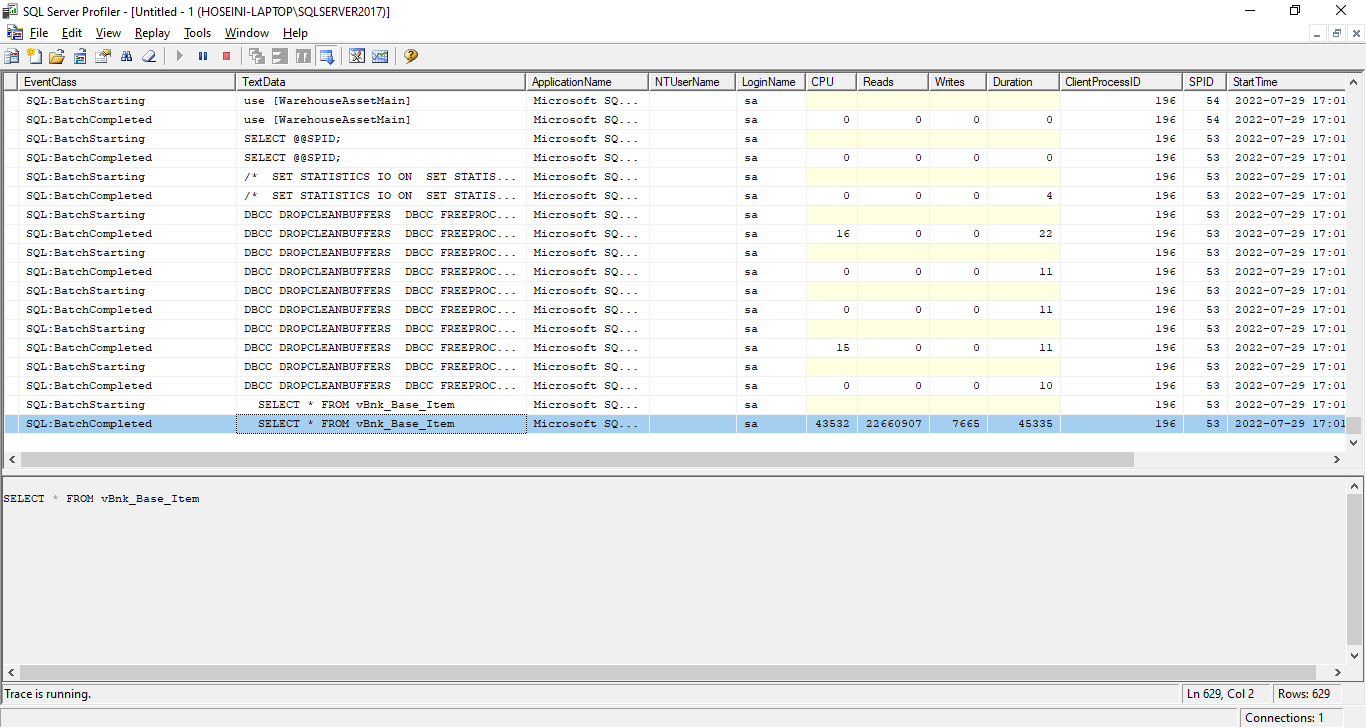 SQL Server Profiler - [Untitled - 1 (HOSEINI-LAPTOP\SQLSERVER2017)]
File Edit View Replay Tools Window Help
EventClass TextData ApplicationName NTUserName LoginName CPU Reads Writes Duration ClientProcessID SPID StartTime
SQL:BatchStarting use [WarehouseAssetMain] Microsoft SQ... sa 196 54 2022-07-29 17:01
SQL:BatchCompleted use [WarehouseAssetMain] Microsoft SQ... sa 0 0 0 0 196 54 2022-07-29 17:01
SQL:BatchStarting SELECT @@SPID; Microsoft SQ... sa 196 53 2022-07-29 17:01
SQL:BatchCompleted SELECT @@SPID; Microsoft SQ... sa 0 0 0 0 196 53 2022-07-29 17:01
SQL:BatchStarting /* SET STATISTICS IO ON SET STATIS... Microsoft SQ... sa 196 53 2022-07-29 17:01
SQL:BatchCompleted /* SET STATISTICS IO ON SET STATIS... Microsoft SQ... sa 0 0 0 4 196 53 2022-07-29 17:01
SQL:BatchStarting DBCC DROPCLEANBUFFERS DBCC FREEPROC... Microsoft SQ... sa 196 53 2022-07-29 17:01
SQL:BatchCompleted DBCC DROPCLEANBUFFERS DBCC FREEPROC... Microsoft SQ... sa 16 0 0 22 196 53 2022-07-29 17:01
SQL:BatchStarting DBCC DROPCLEANBUFFERS DBCC FREEPROC... Microsoft SQ... sa 196 53 2022-07-29 17:01
SQL:BatchCompleted DBCC DROPCLEANBUFFERS DBCC FREEPROC... Microsoft SQ... sa 0 0 0 11 196 53 2022-07-29 17:01
SQL:BatchStarting DBCC DROPCLEANBUFFERS DBCC FREEPROC... Microsoft SQ... sa 196 53 2022-07-29 17:01
SQL:BatchCompleted DBCC DROPCLEANBUFFERS DBCC FREEPROC... Microsoft SQ... sa 0 0 0 11 196 53 2022-07-29 17:01
SQL:BatchStarting DBCC DROPCLEANBUFFERS DBCC FREEPROC... Microsoft SQ... sa 196 53 2022-07-29 17:01
SQL:BatchCompleted DBCC DROPCLEANBUFFERS DBCC FREEPROC... Microsoft SQ... sa 15 0 0 11 196 53 2022-07-29 17:01
SQL:BatchStarting DBCC DROPCLEANBUFFERS DBCC FREEPROC... Microsoft SQ... sa 196 53 2022-07-29 17:01
SQL:BatchCompleted DBCC DROPCLEANBUFFERS DBCC FREEPROC... Microsoft SQ... sa 0 0 0 10 196 53 2022-07-29 17:01
SQL:BatchStarting SELECT * FROM vBnk_Base_Item Microsoft SQ... sa 196 53 2022-07-29 17:01
SQL:BatchCompleted SELECT * FROM vBnk_Base_Item Microsoft SQ... sa 43532 22660907 7665 45335 196 53 2022-07-29 17:01
SELECT * FROM vBnk_Base_Item
Trace is running. Ln 629, Col 2 Rows: 629
Connections: 1